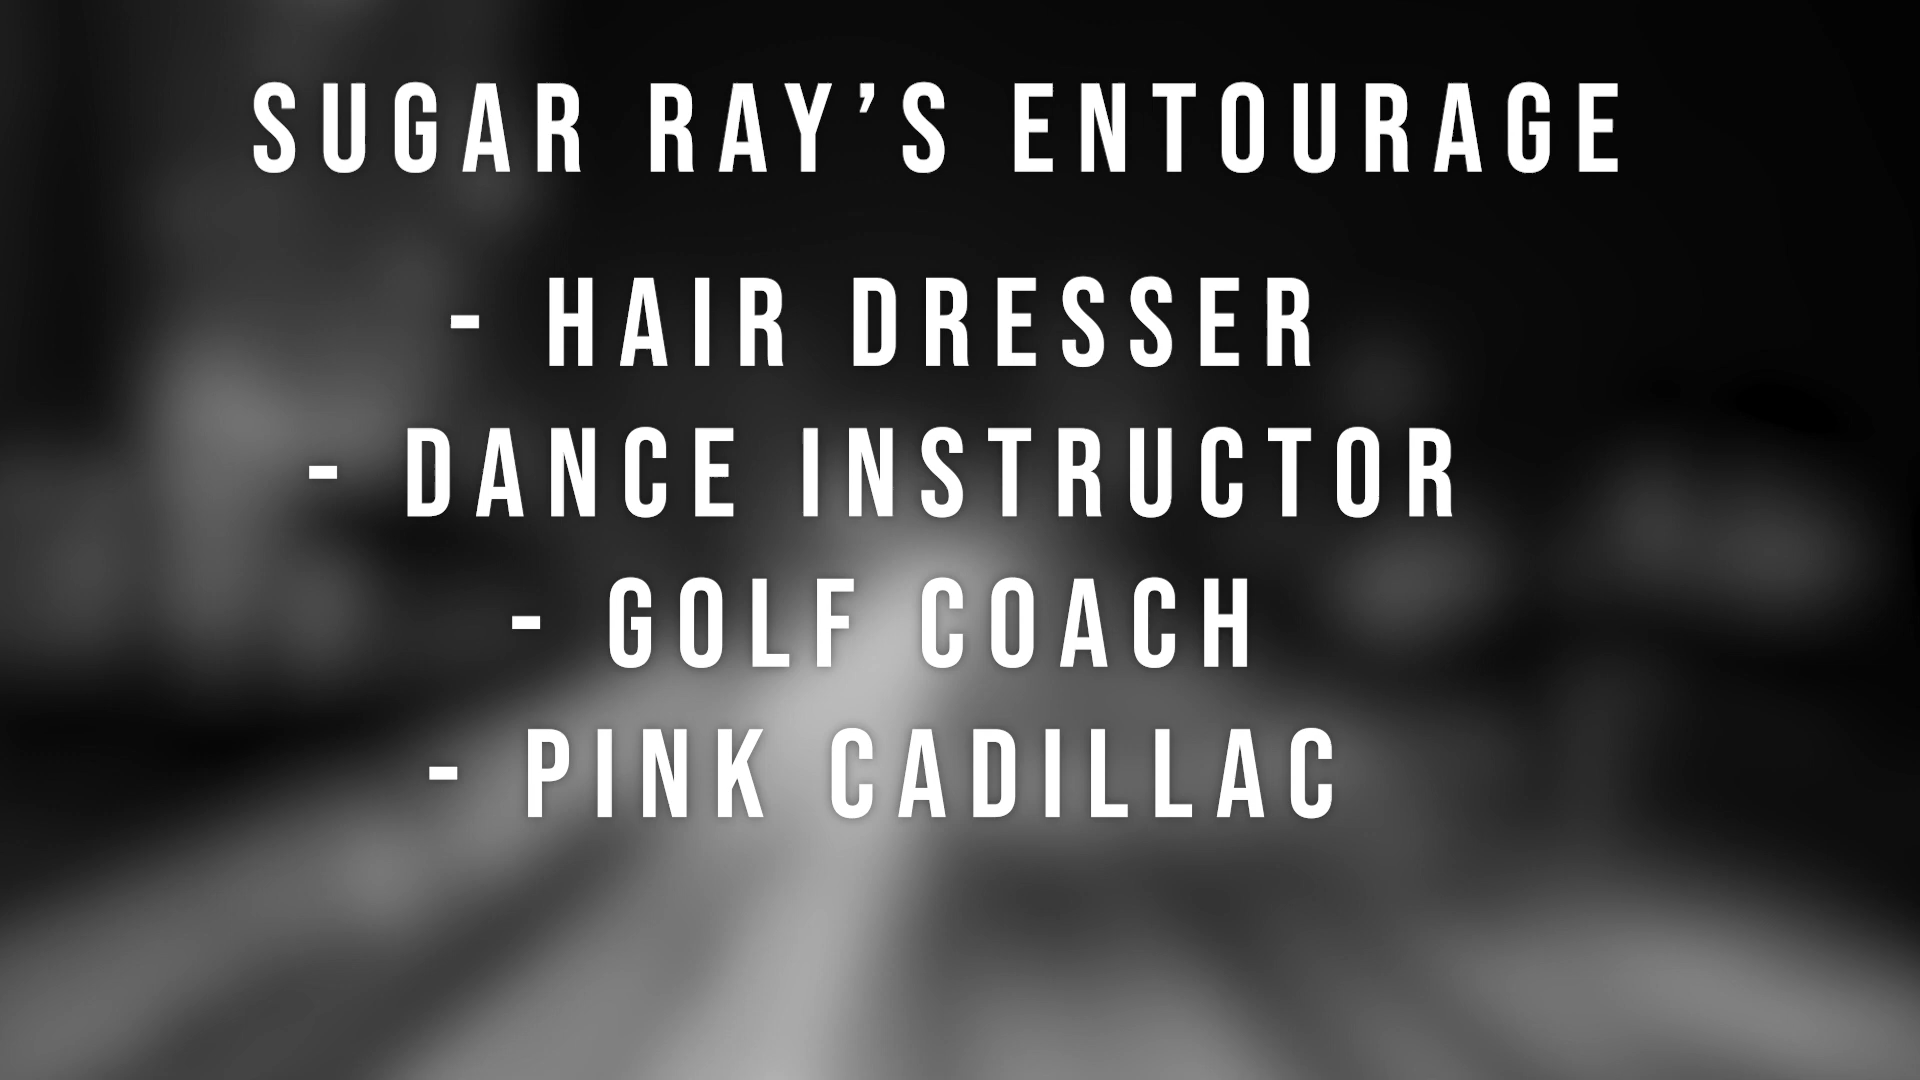 SUGAR RAY’S ENTOURAGE
- HAIR DRESSER
- DANCE INSTRUCTOR
- GOLF COACH
- PINK CADILLAC